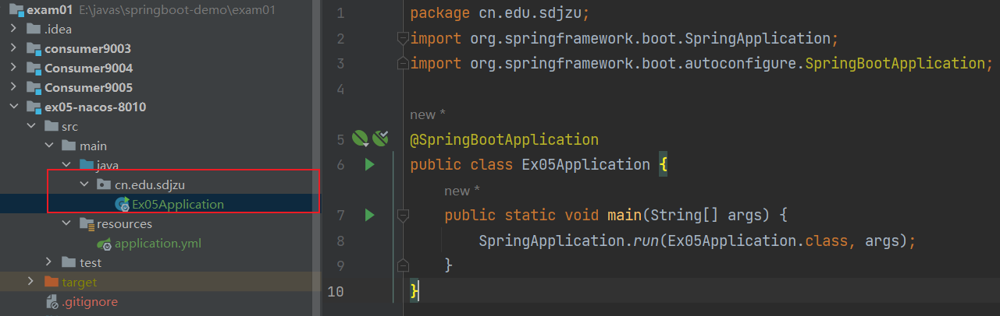 exam01 E:\javas\springboot-demo\exam01
.idea
consumer9003
Consumer9004
Consumer9005
ex05-nacos-8010
src
main
java
cn.edu.sdjzu
Ex05Application
resources
application.yml
test
target
.gitignore
1 package cn.edu.sdjzu;
2 import org.springframework.boot.SpringApplication;
3 import org.springframework.boot.autoconfigure.SpringBootApplication;
4
new *
5 @SpringBootApplication
6 public class Ex05Application {
new *
7 public static void main(String[] args) {
8 SpringApplication.run(Ex05Application.class, args);
9 }
10 }